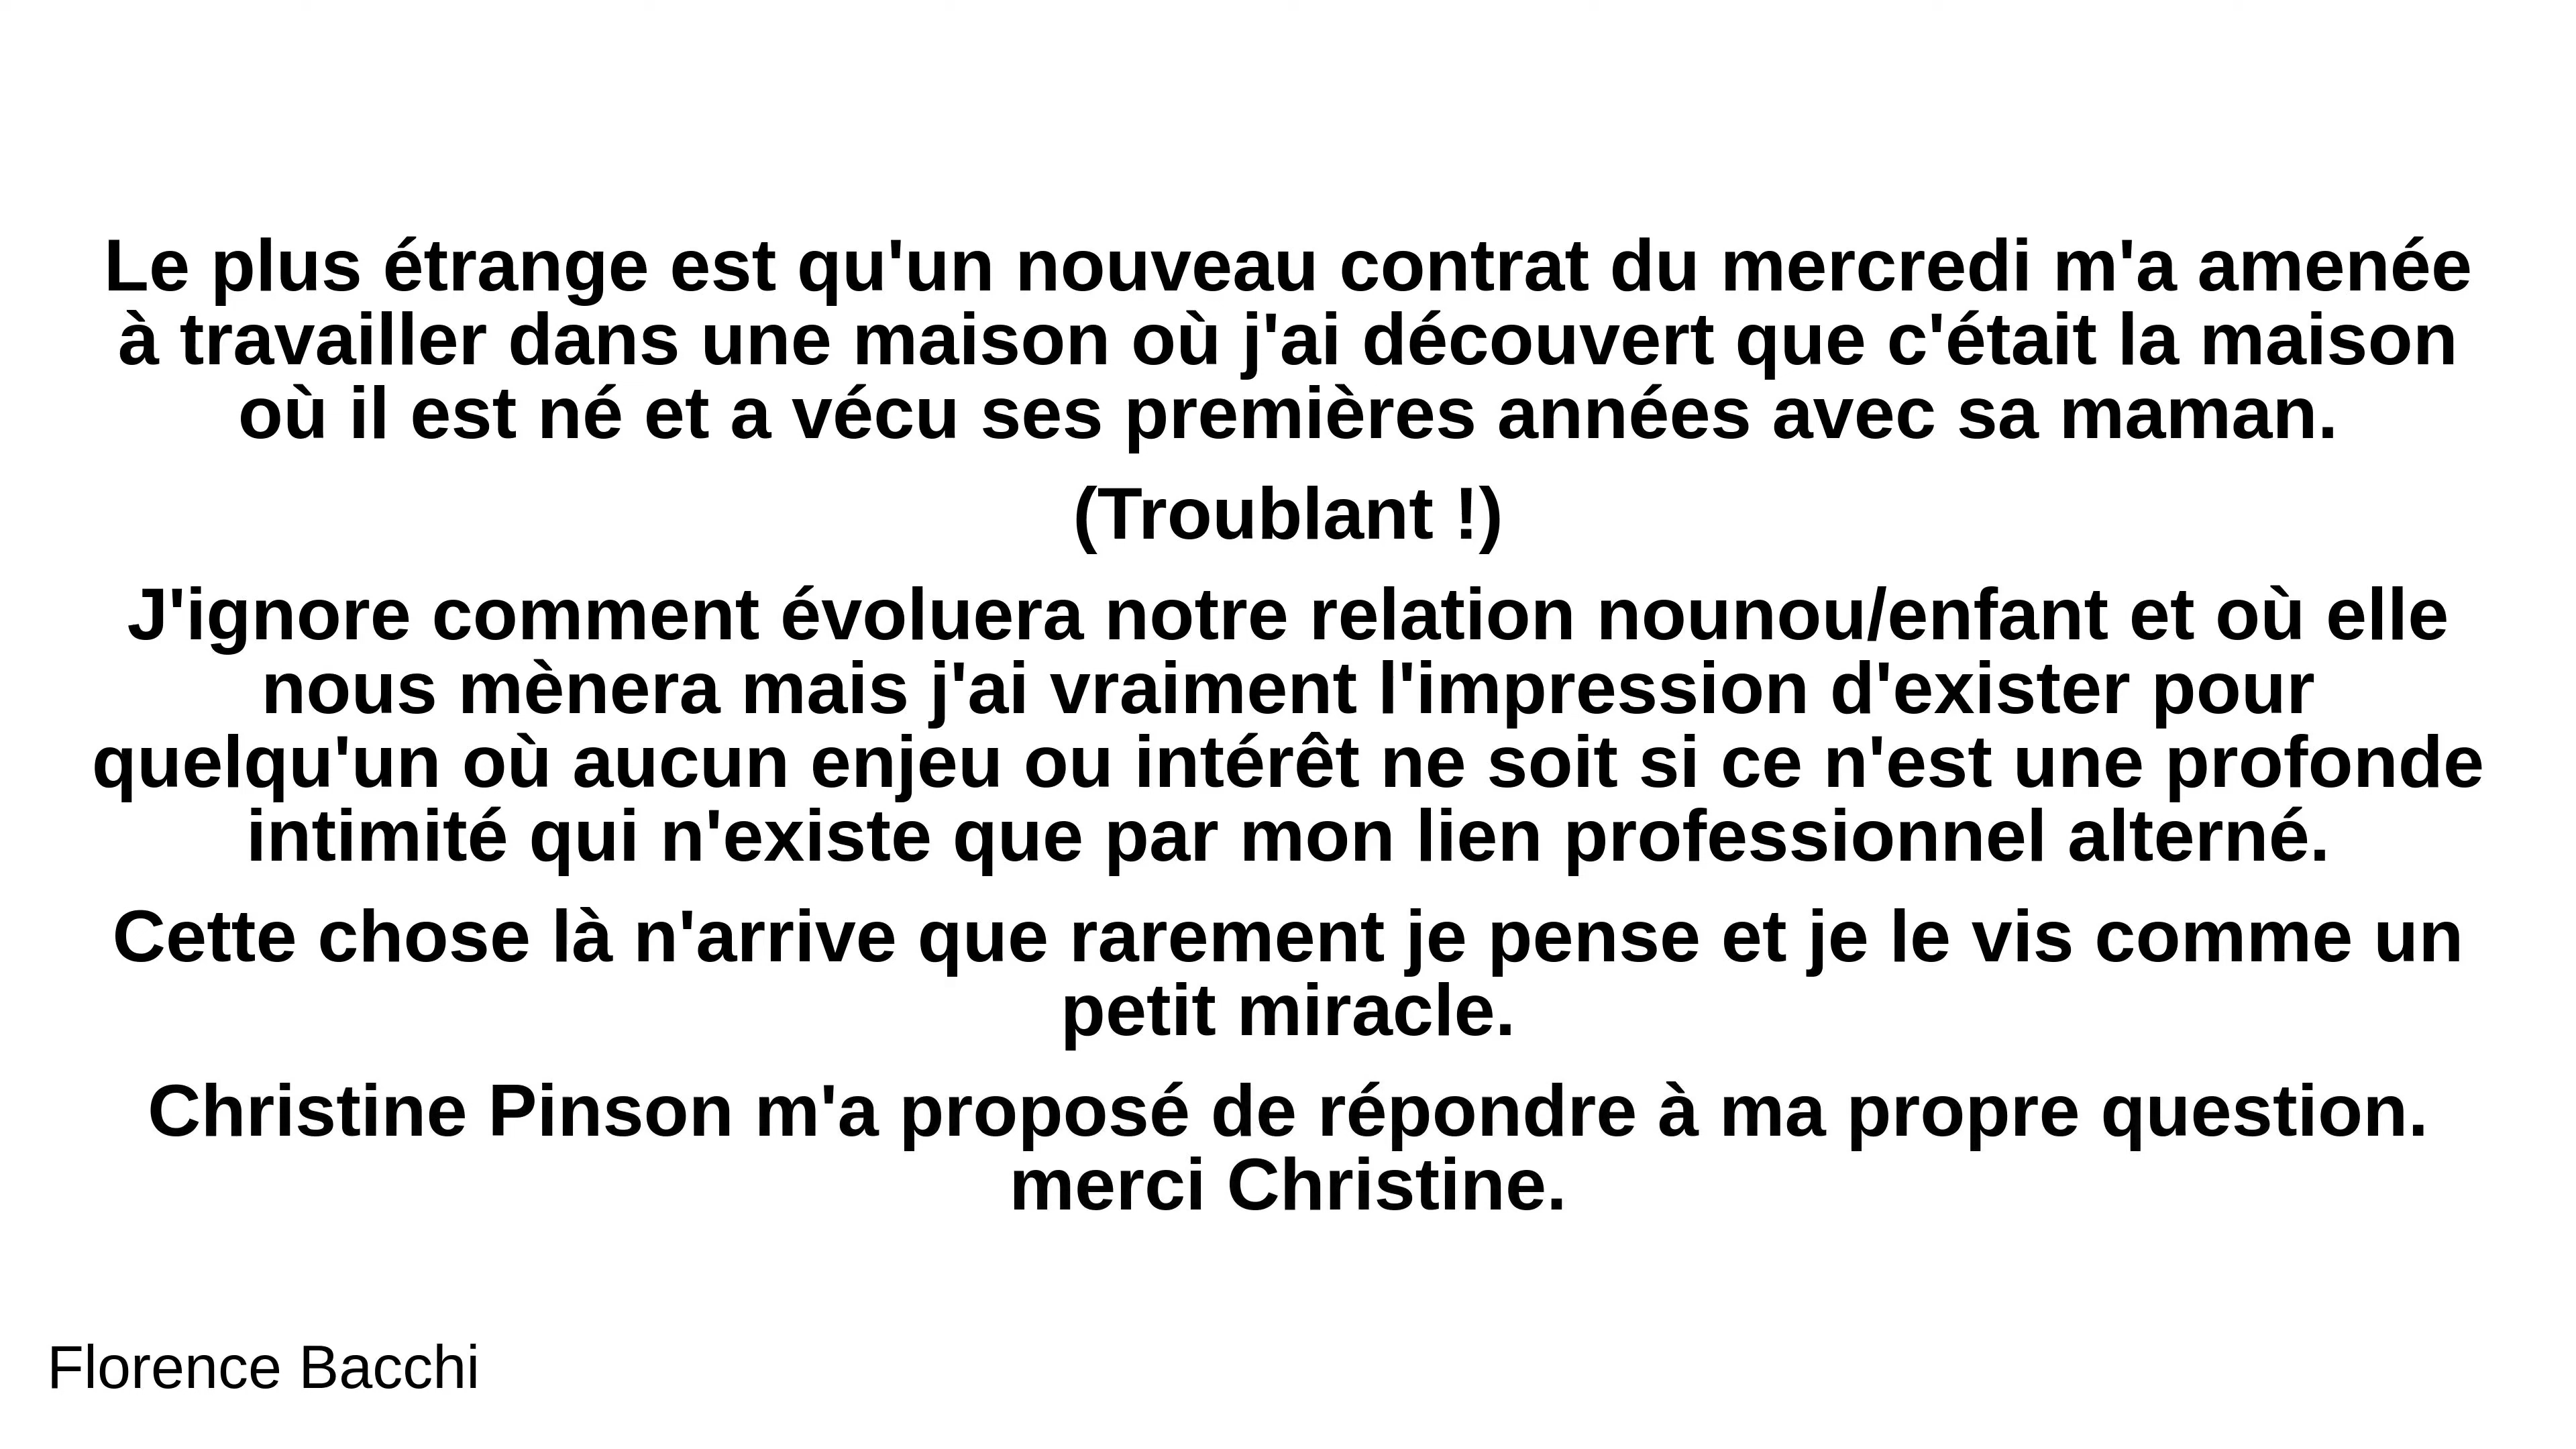 Le plus étrange est qu'un nouveau contrat du mercredi m'a amenée
à travailler dans une maison où j'ai découvert que c'était la maison
où il est né et a vécu ses premières années avec sa maman.
(Troublant !)
J'ignore comment évoluera notre relation nounou/enfant et où elle
nous mènera mais j'ai vraiment l'impression d'exister pour
quelqu'un où aucun enjeu ou intérêt ne soit si ce n'est une profonde
intimité qui n'existe que par mon lien professionnel alterné.
Cette chose là n'arrive que rarement je pense et je le vis comme un
petit miracle.
Christine Pinson m'a proposé de répondre à ma propre question.
merci Christine.
Florence Bacchi